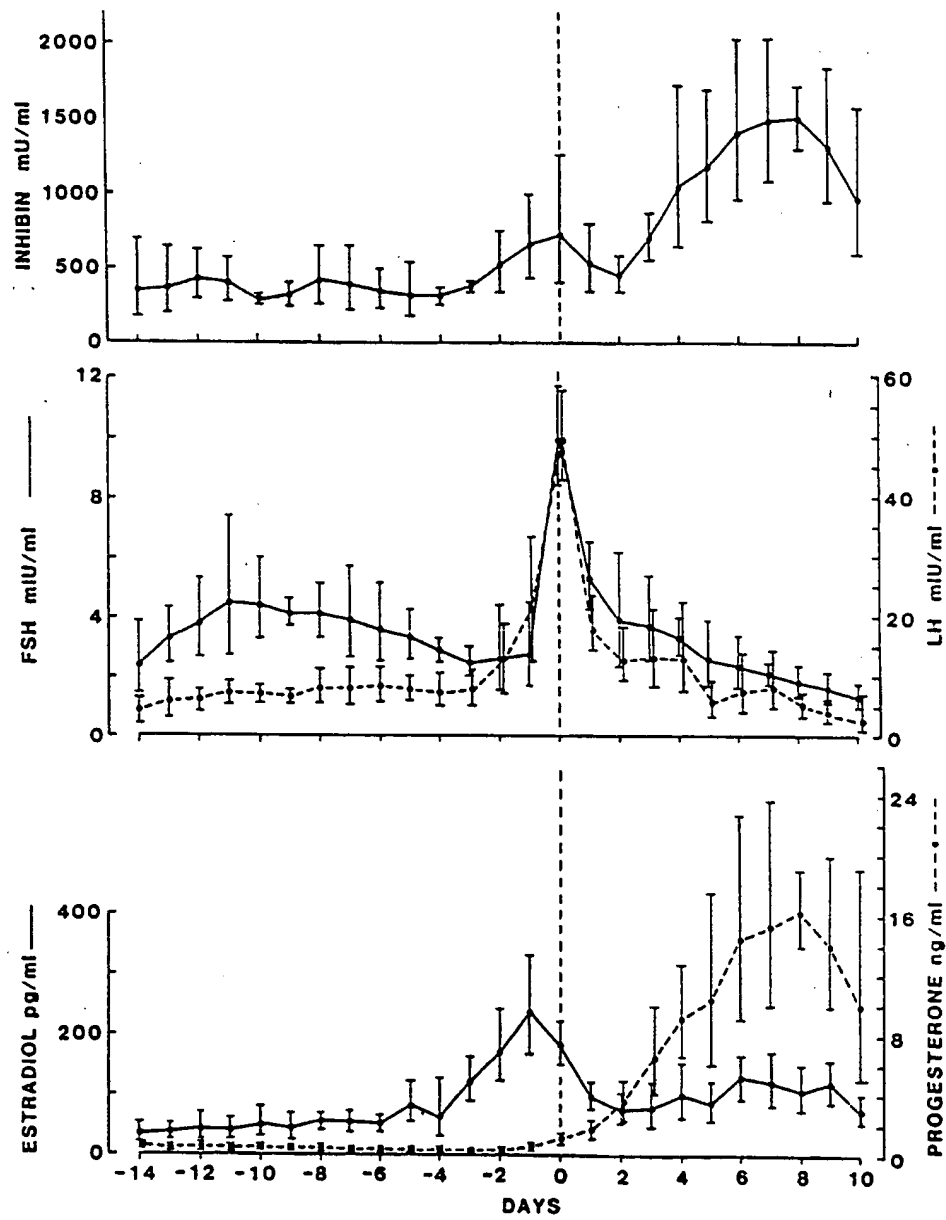 INHIBIN mU/ml
2000
1500
1000
500
0
FSH mIU/ml
12
8
4
0
LH mIU/ml
60
40
20
0
ESTRADIOL pg/ml
400
200
0
PROGESTERONE ng/ml
24
16
8
0
-14 -12 -10 -8 -6 -4 -2 0 2 4 6 8 10
DAYS